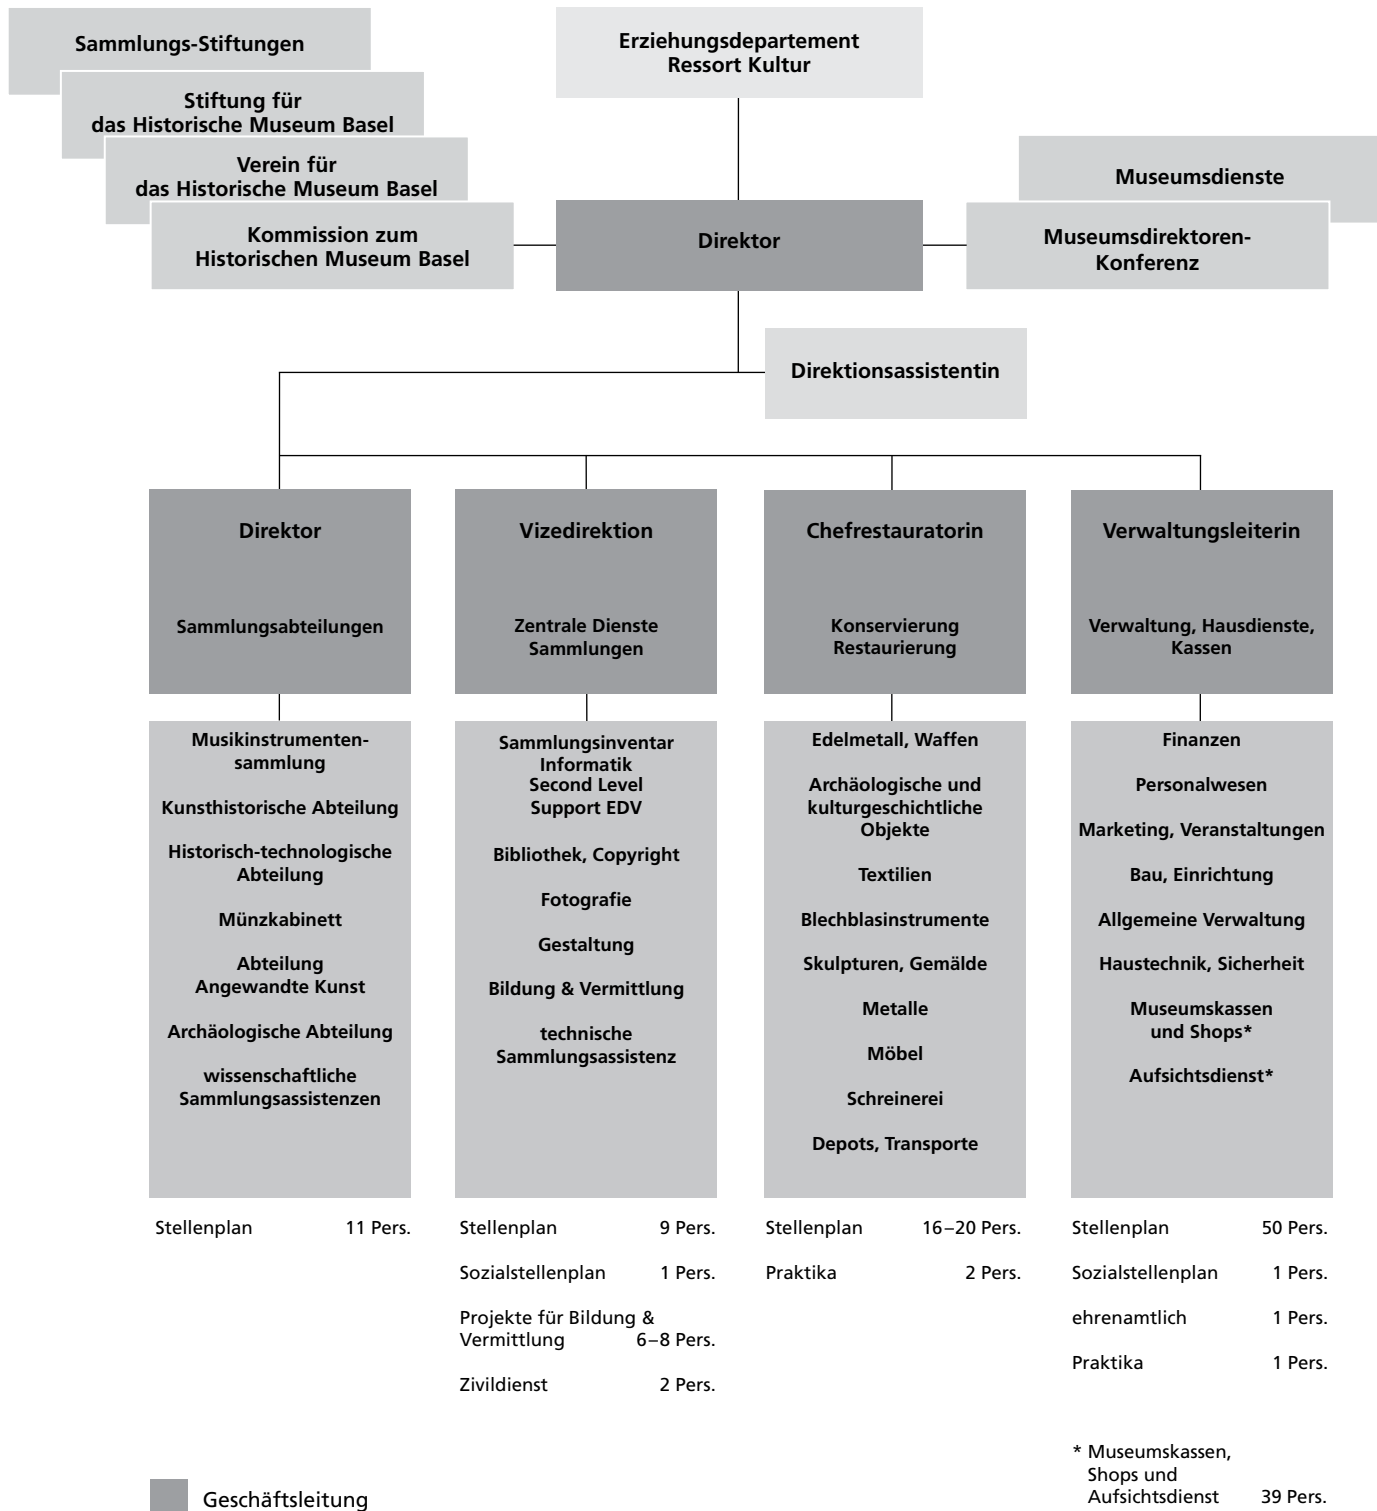 Sammlungs-Stiftungen
Stiftung für
das Historische Museum Basel
Verein für
das Historische Museum Basel
Kommission zum
Historischen Museum Basel
Erziehungsdepartement
Ressort Kultur
Direktor
Museumsdienste
Museumsdirektoren-
Konferenz
Direktionsassistentin
Direktor
Sammlungsabteilungen
Musikinstrumenten-
sammlung
Kunsthistorische Abteilung
Historisch-technologische
Abteilung
Münzkabinett
Abteilung
Angewandte Kunst
Archäologische Abteilung
wissenschaftliche
Sammlungsassistenzen
Stellenplan 11 Pers.
Vizedirektion
Zentrale Dienste
Sammlungen
Sammlungsinventar
Informatik
Second Level
Support EDV
Bibliothek, Copyright
Fotografie
Gestaltung
Bildung & Vermittlung
technische
Sammlungsassistenz
Stellenplan 9 Pers.
Sozialstellenplan 1 Pers.
Projekte für Bildung &
Vermittlung 6–8 Pers.
Zivildienst 2 Pers.
Chefrestauratorin
Konservierung
Restaurierung
Edelmetall, Waffen
Archäologische und
kulturgeschichtliche
Objekte
Textilien
Blechblasinstrumente
Skulpturen, Gemälde
Metalle
Möbel
Schreinerei
Depots, Transporte
Stellenplan 16–20 Pers.
Praktika 2 Pers.
Verwaltungsleiterin
Verwaltung, Hausdienste,
Kassen
Finanzen
Personalwesen
Marketing, Veranstaltungen
Bau, Einrichtung
Allgemeine Verwaltung
Haustechnik, Sicherheit
Museumskassen
und Shops*
Aufsichtsdienst*
Stellenplan 50 Pers.
Sozialstellenplan 1 Pers.
ehrenamtlich 1 Pers.
Praktika 1 Pers.
* Museumskassen,
Shops und
Aufsichtsdienst 39 Pers.
Geschäftsleitung